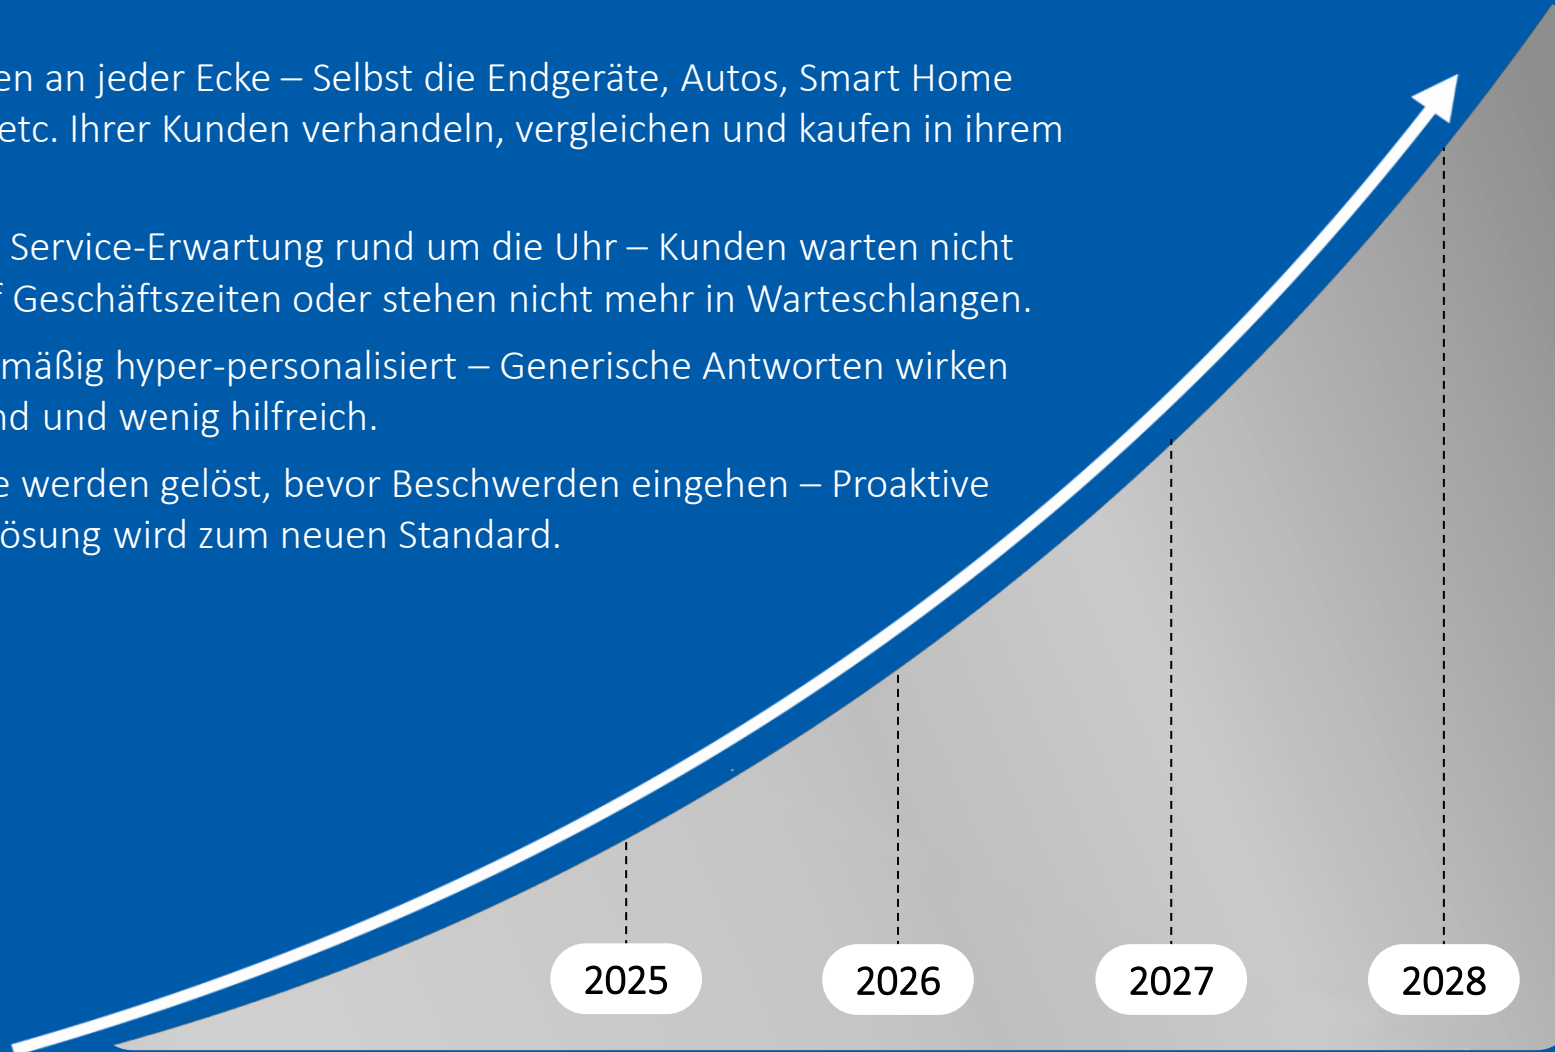 en an jeder Ecke – Selbst die Endgeräte, Autos, Smart Home
etc. Ihrer Kunden verhandeln, vergleichen und kaufen in ihrem
Service-Erwartung rund um die Uhr – Kunden warten nicht
Geschäftszeiten oder stehen nicht mehr in Warteschlangen.
mäßig hyper-personalisiert – Generische Antworten wirken
nd und wenig hilfreich.
e werden gelöst, bevor Beschwerden eingehen – Proaktive
ösung wird zum neuen Standard.
2025
2026
2027
2028